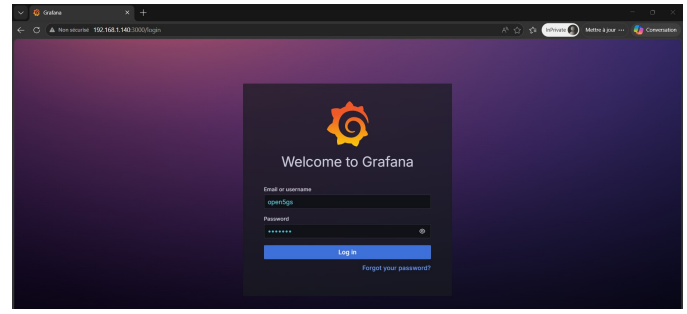 Grafana
Non sécurisé 192.168.1.140:3000/login
InPrivate
Mettre à jour
Conversation
Welcome to Grafana
Email or username
open5gs
Password
•••••••
Log in
Forgot your password?